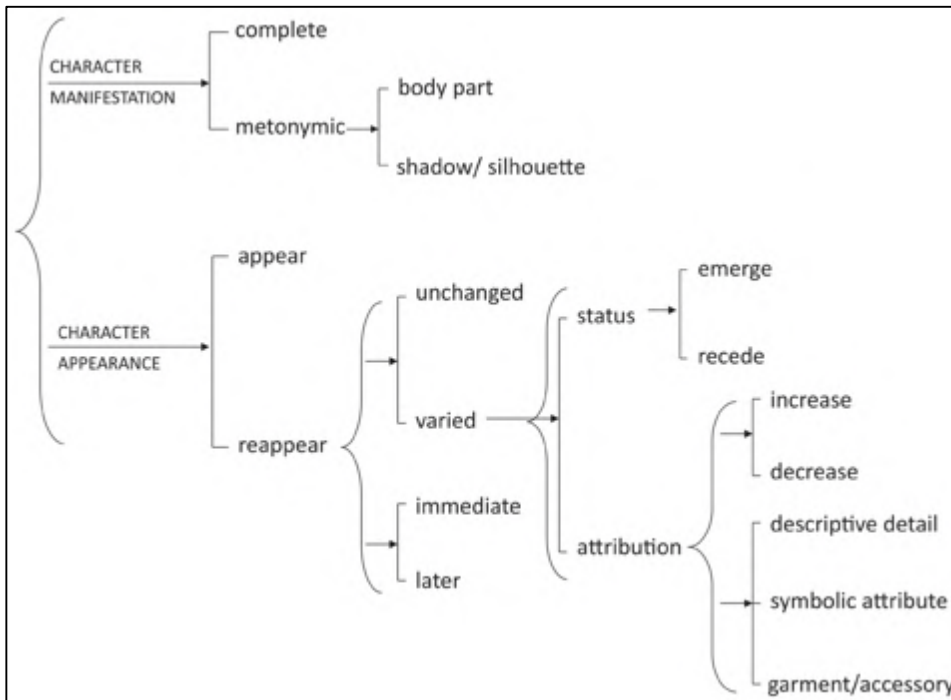 complete
CHARACTER
MANIFESTATION
metonymic
body part
shadow/ silhouette
appear
CHARACTER
APPEARANCE
reappear
unchanged
varied
immediate
later
status
emerge
recede
attribution
increase
decrease
descriptive detail
symbolic attribute
garment/accessory